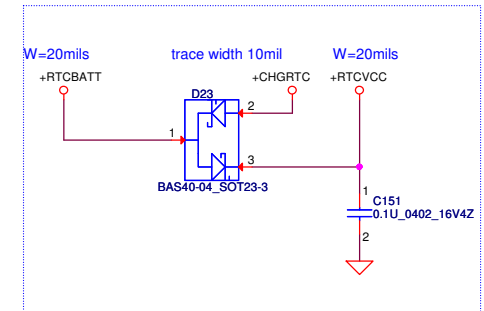 W=20mils
trace width 10mil
W=20mils
+RTCBATT
+CHGRTC
+RTCVCC
D23
2
1
3
BAS40-04_SOT23-3
1
C151
0.1U_0402_16V4Z
2